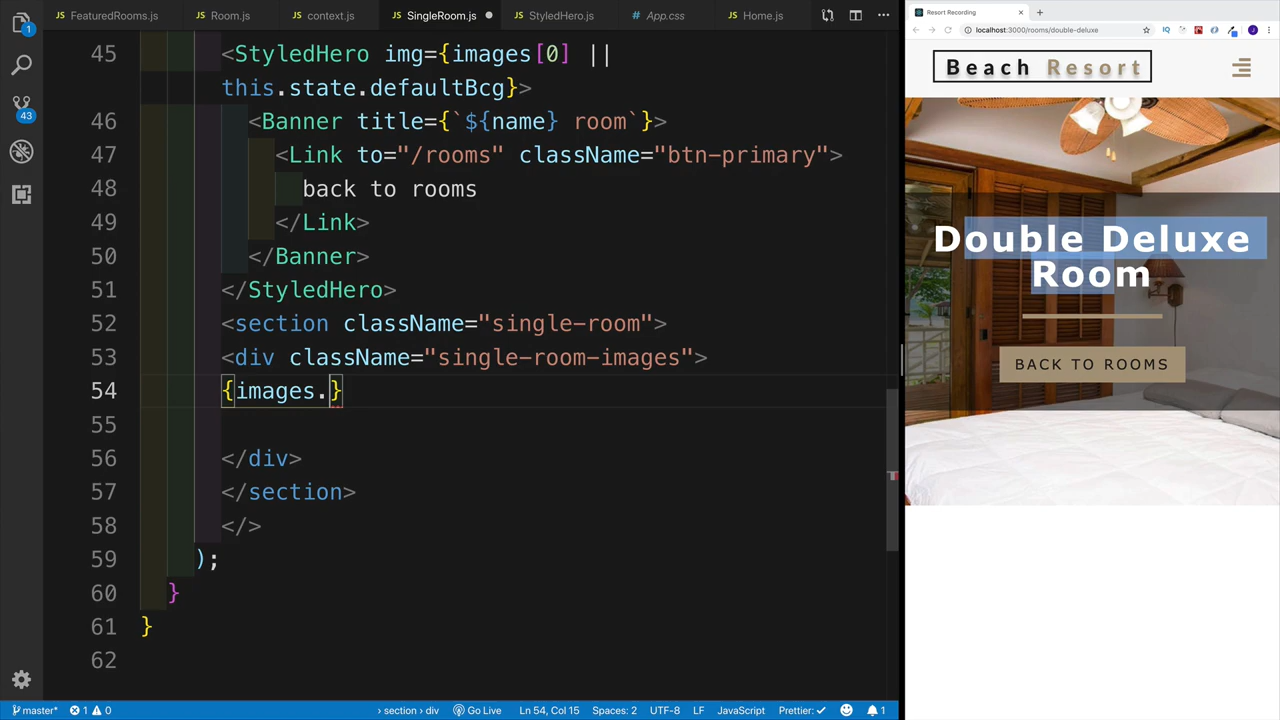 FeaturedRooms.js
Room.js
context.js
SingleRoom.js
StyledHero.js
App.css
Home.js
45 <StyledHero img={images[0] ||
this.state.defaultBcg}>
46 <Banner title={`${name} room`}>
47 <Link to="/rooms" className="btn-primary">
48 back to rooms
49 </Link>
50 </Banner>
51 </StyledHero>
52 <section className="single-room">
53 <div className="single-room-images">
54 {images.}
55
56 </div>
57 </section>
58 </>
59 );
60 }
61 }
62
1
43
master* 1 0 › section › div Go Live Ln 54, Col 15 Spaces: 2 UTF-8 LF JavaScript Prettier: 1
Resort Recording
localhost:3000/rooms/double-deluxe
Beach Resort
Double Deluxe
Room
BACK TO ROOMS